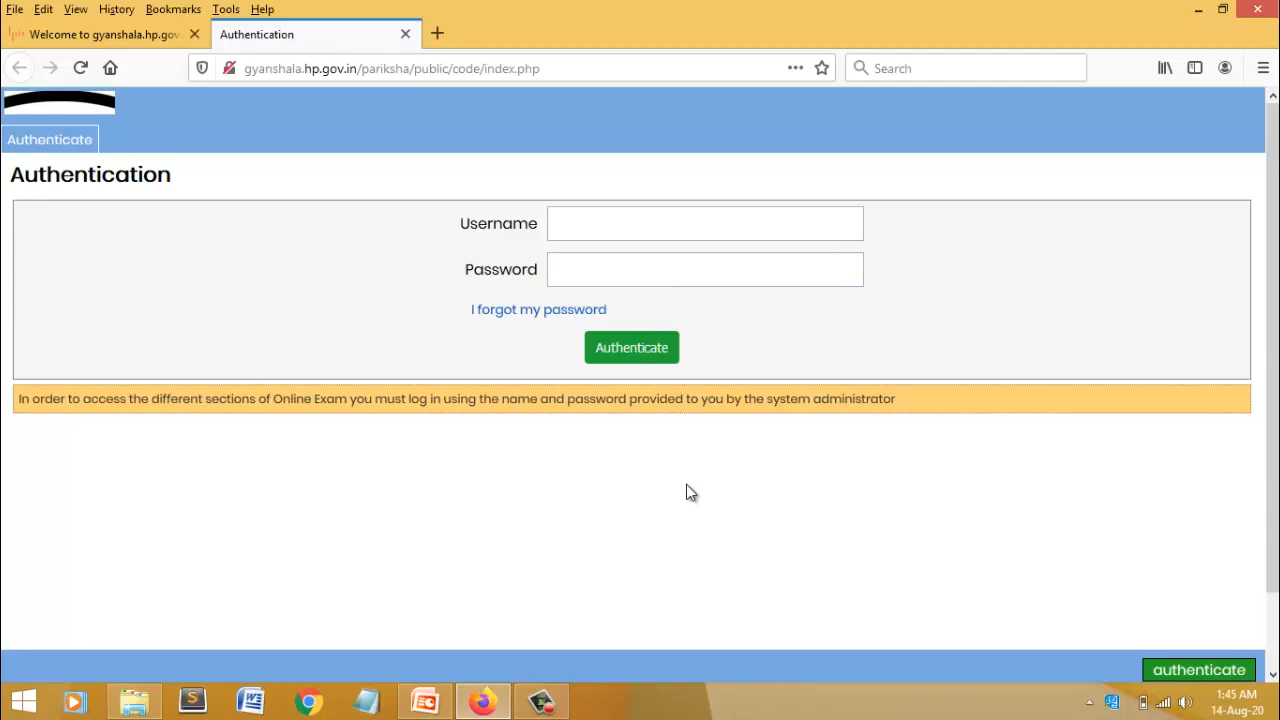 File Edit View History Bookmarks Tools Help
Welcome to gyanshala.hp.gov.
Authentication
gyanshala.hp.gov.in/pariksha/public/code/index.php
Search
Authenticate
Authentication
Username
Password
I forgot my password
Authenticate
In order to access the different sections of Online Exam you must log in using the name and password provided to you by the system administrator
authenticate
1:45 AM
14-Aug-20